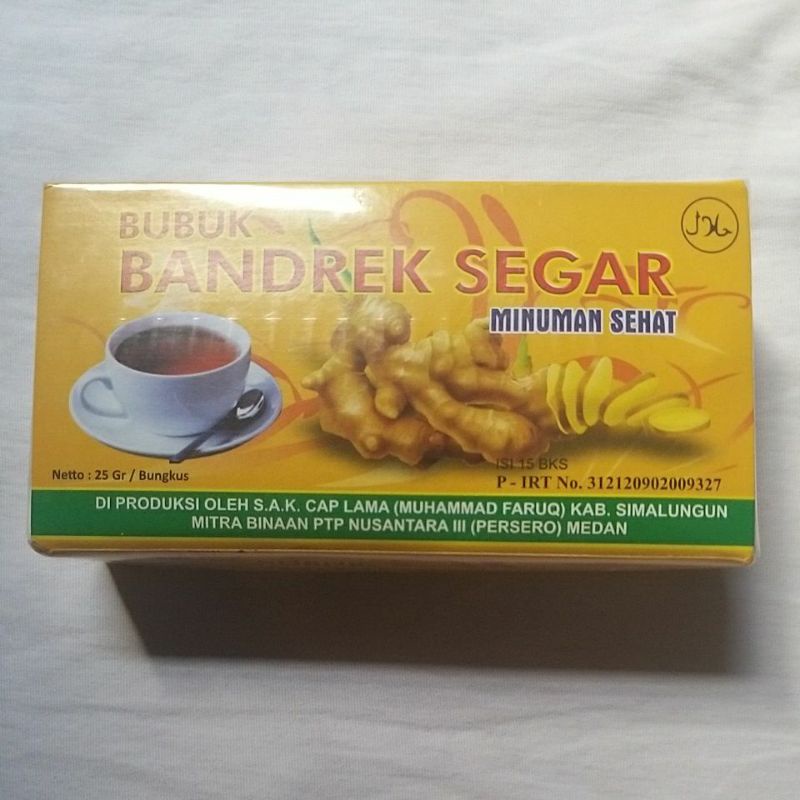 BUBUK
BANDREK SEGAR
MINUMAN SEHAT
Netto : 25 Gr / Bungkus
ISI 15 BKS
P - IRT No. 312120902009327
DI PRODUKSI OLEH S.A.K. CAP LAMA (MUHAMMAD FARUQ) KAB. SIMALUNGUN
MITRA BINAAN PTP NUSANTARA III (PERSERO) MEDAN